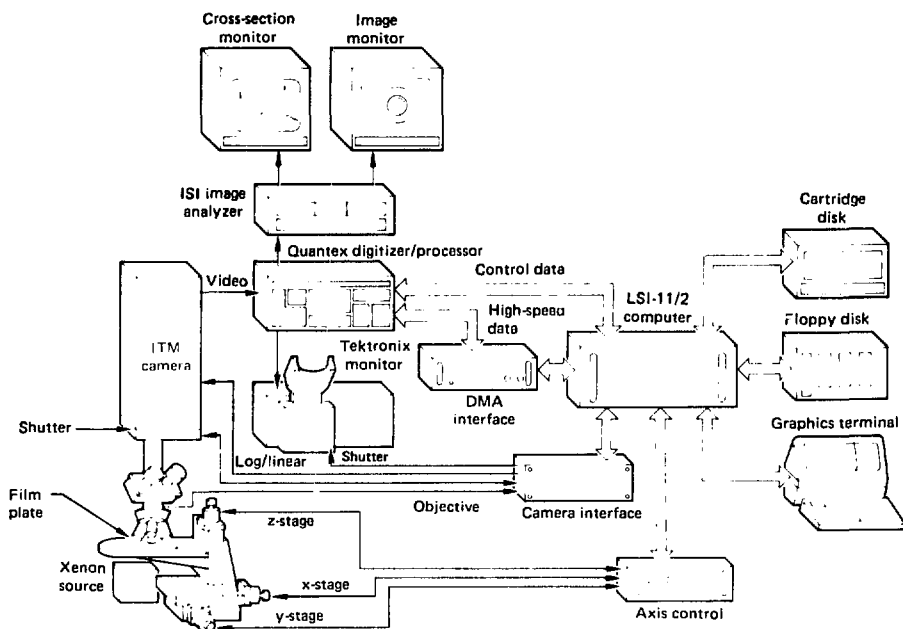 Cross-section
monitor
Image
monitor
ISI image
analyzer
Quantex digitizer/processor
Video
Control data
Cartridge
disk
LSI-11/2
computer
High-speed
data
Floppy disk
ITM
camera
Tektronix
monitor
DMA
interface
Graphics terminal
Shutter
Log/linear
Shutter
Film
plate
Objective
Camera interface
z-stage
Xenon
source
x-stage
y-stage
Axis control